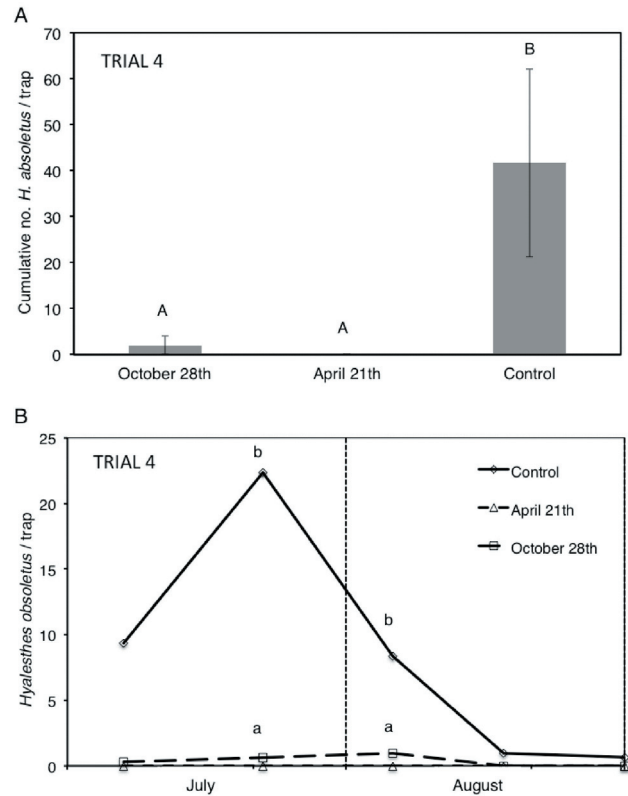 A
TRIAL 4
Cumulative no. H. absoletus / trap
70
60
50
40
30
20
10
0
A
A
B
October 28th
April 21th
Control
B
TRIAL 4
Hyalesthes obsoletus / trap
25
20
15
10
5
0
b
b
a
a
Control
April 21th
October 28th
July
August